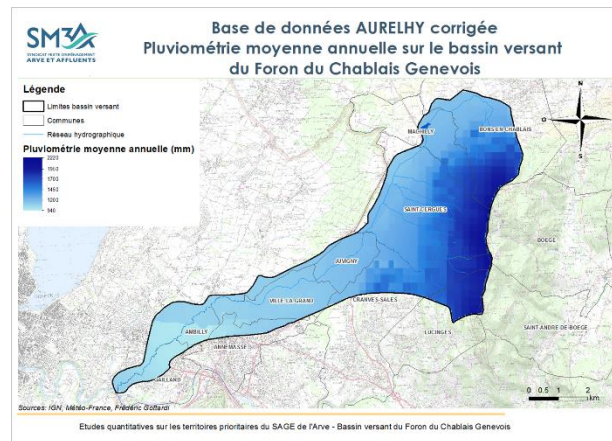 SM3A
SYNDICAT MIXTE D'AMÉNAGEMENT
ARVE ET AFFLUENTS
Base de données AURELHY corrigée
Pluviométrie moyenne annuelle sur le bassin versant
du Foron du Chablais Genevois
Légende
Limites bassin versant
Communes
Réseau hydrographique
Pluviométrie moyenne annuelle (mm)
2220
1900
1700
1450
1200
940
N
O
E
S
MACHILLY
BONS EN CHABLAIS
SAINT-CERGUES
BOEGE
JUVIGNY
VILLE-LA-GRAND
CRANVES-SALES
LUCINGES
SAINT ANDRE DE BOEGE
AMBILLY
ANNEMASSE
GAILLARD
0 0.5 1 2
km
Sources: IGN, Météo-France, Frédéric Gottardi
Etudes quantitatives sur les territoires prioritaires du SAGE de l'Arve - Bassin versant du Foron du Chablais Genevois